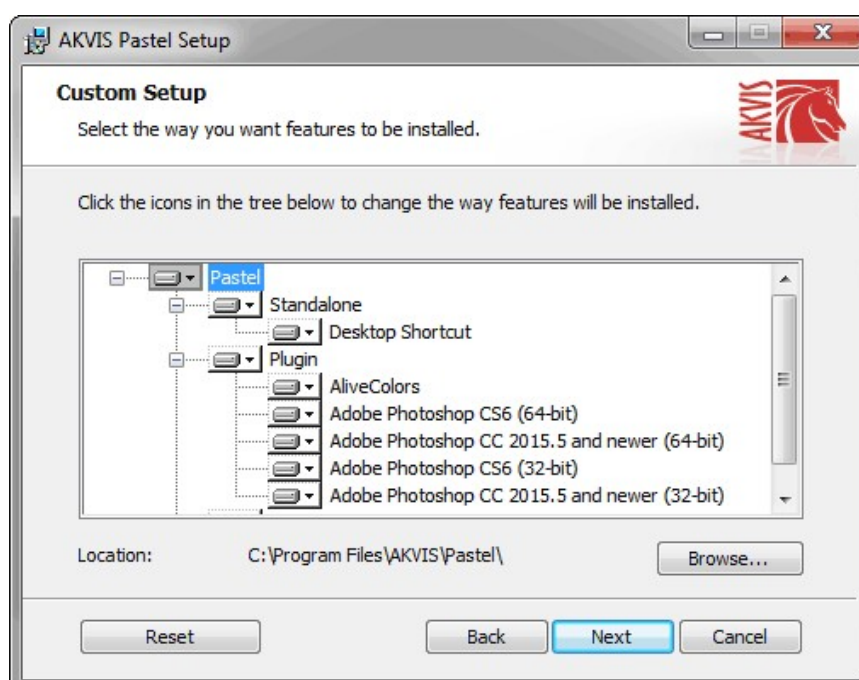 AKVIS Pastel Setup
Custom Setup
Select the way you want features to be installed.
AKVIS
Click the icons in the tree below to change the way features will be installed.
Pastel
Standalone
Desktop Shortcut
Plugin
AliveColors
Adobe Photoshop CS6 (64-bit)
Adobe Photoshop CC 2015.5 and newer (64-bit)
Adobe Photoshop CS6 (32-bit)
Adobe Photoshop CC 2015.5 and newer (32-bit)
Location: C:\Program Files\AKVIS\Pastel\ Browse...
Reset Back Next Cancel